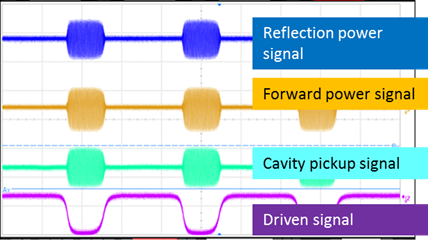 Reflection power
signal
Forward power signal
Cavity pickup signal
Driven signal